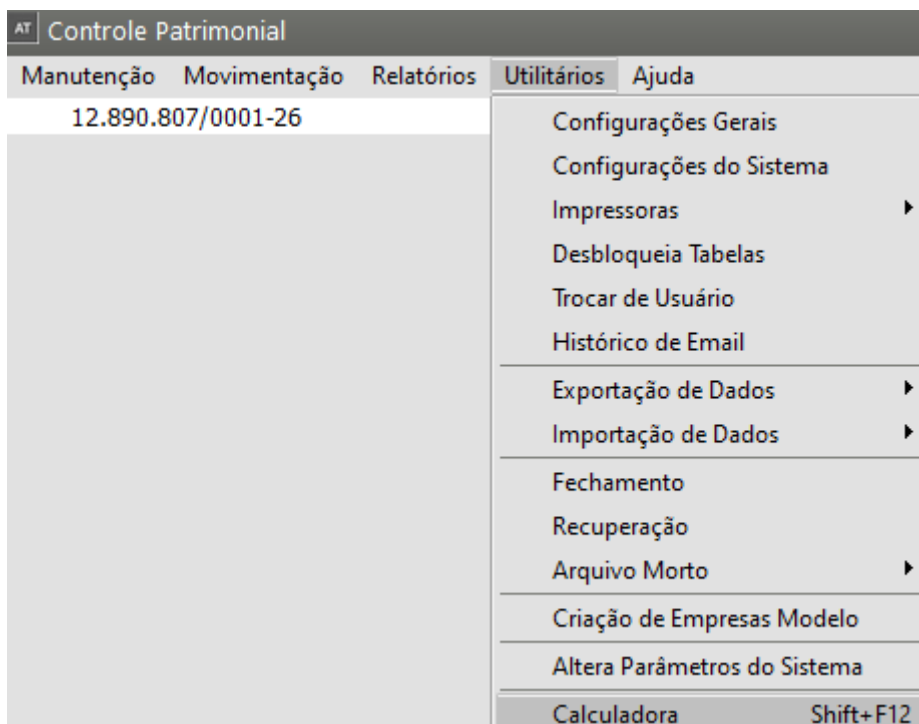 AT Controle Patrimonial
Manutenção Movimentação Relatórios Utilitários Ajuda
12.890.807/0001-26
Configurações Gerais
Configurações do Sistema
Impressoras
Desbloqueia Tabelas
Trocar de Usuário
Histórico de Email
Exportação de Dados
Importação de Dados
Fechamento
Recuperação
Arquivo Morto
Criação de Empresas Modelo
Altera Parâmetros do Sistema
Calculadora Shift+F12